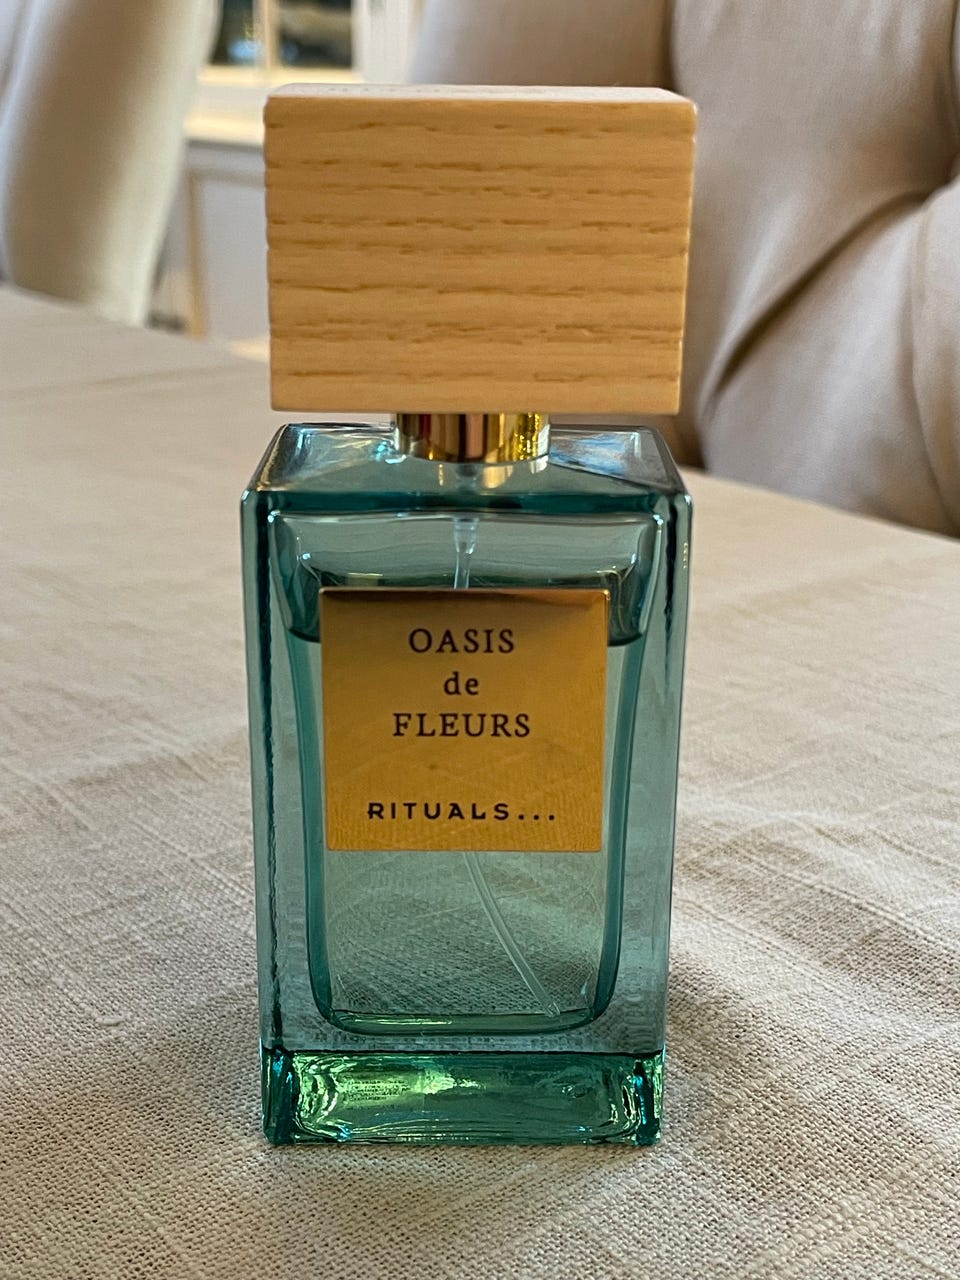 OASIS
de
FLEURS
RITUALS...